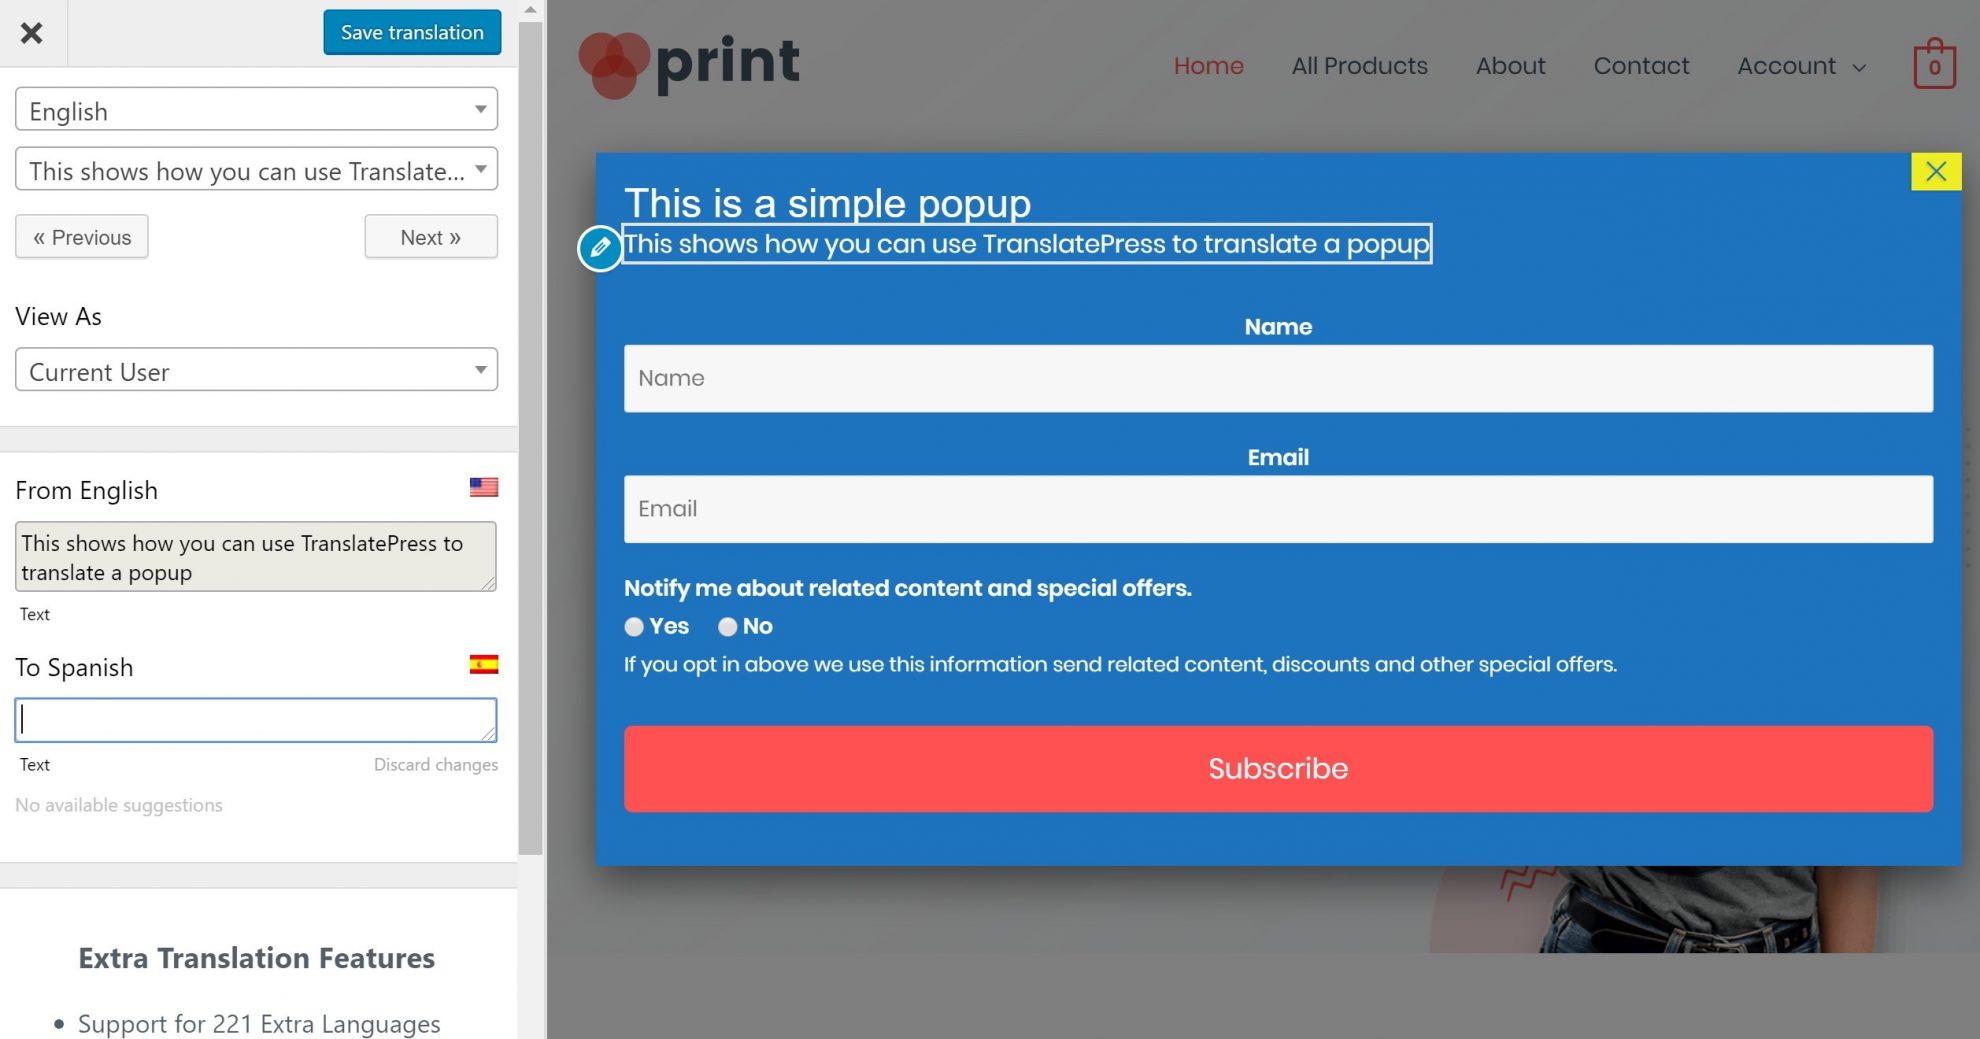 Save translation
English
This shows how you can use Translate...
« Previous
Next »
View As
Current User
From English
This shows how you can use TranslatePress to
translate a popup
Text
To Spanish
Text
Discard changes
No available suggestions
Extra Translation Features
• Support for 221 Extra Languages
print
Home
All Products
About
Contact
Account
0
This is a simple popup
This shows how you can use TranslatePress to translate a popup
Name
Name
Email
Email
Notify me about related content and special offers.
Yes
No
If you opt in above we use this information send related content, discounts and other special offers.
Subscribe